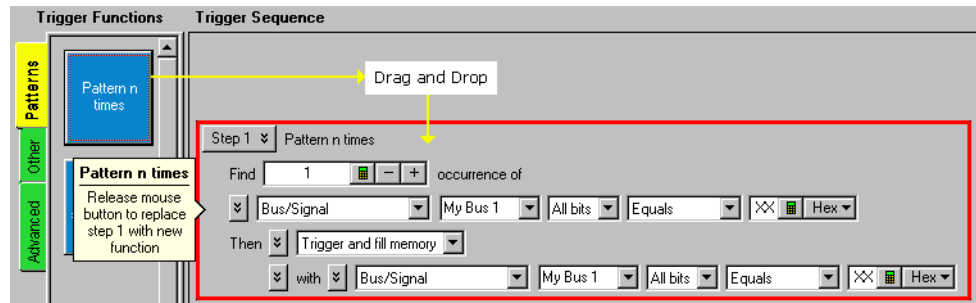 Trigger Functions Trigger Sequence
Patterns
Other
Advanced
Pattern n
times
Drag and Drop
Pattern n times
Release mouse
button to replace
step 1 with new
function
Step 1 Pattern n times
Find 1 - + occurrence of
Bus/Signal My Bus 1 All bits Equals XX Hex
Then Trigger and fill memory
with Bus/Signal My Bus 1 All bits Equals XX Hex